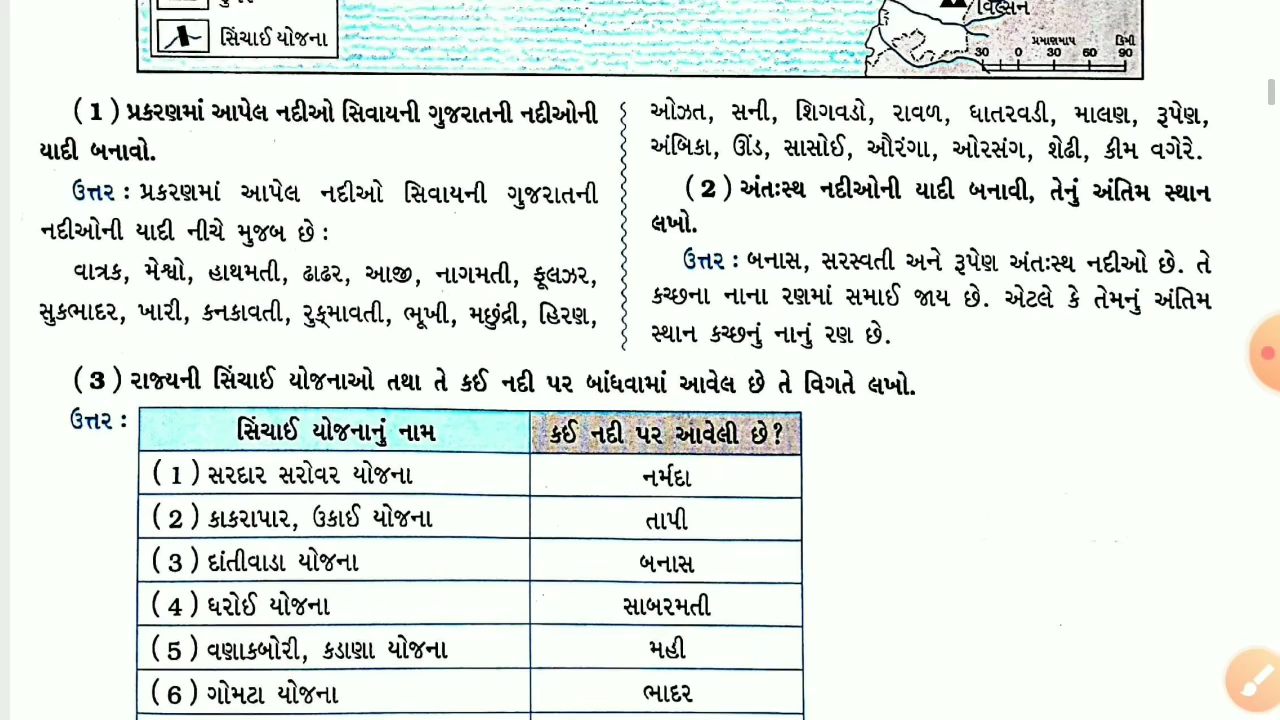 સિંચાઈ યોજના
વિલ્સન
પ્રમાણમાપ કિમી
30 0 30 60 90
(1) પ્રકરણમાં આપેલ નદીઓ સિવાયની ગુજરાતની નદીઓની
યાદી બનાવો.
ઉત્તર : પ્રકરણમાં આપેલ નદીઓ સિવાયની ગુજરાતની
નદીઓની યાદી નીચે મુજબ છે :
વાત્રક, મેશ્વો, હાથમતી, ઢાઢર, આજી, નાગમતી, ફૂલઝર,
સુકભાદર, ખારી, કનકાવતી, રુક્માવતી, ભૂખી, મછુંદ્રી, હિરણ,
ઓઝત, સની, શિગવડો, રાવળ, ધાતરવડી, માલણ, રૂપેણ,
અંબિકા, ઊંડ, સાસોઈ, ઔરંગા, ઓરસંગ, શેઢી, કીમ વગેરે.
(2) અંતઃસ્થ નદીઓની યાદી બનાવી, તેનું અંતિમ સ્થાન
લખો.
ઉત્તર : બનાસ, સરસ્વતી અને રૂપેણ અંતઃસ્થ નદીઓ છે. તે
કચ્છના નાના રણમાં સમાઈ જાય છે. એટલે કે તેમનું અંતિમ
સ્થાન કચ્છનું નાનું રણ છે.
(3) રાજ્યની સિંચાઈ યોજનાઓ તથા તે કઈ નદી પર બાંધવામાં આવેલ છે તે વિગતે લખો.
ઉત્તર :
સિંચાઈ યોજનાનું નામ કઈ નદી પર આવેલી છે?
(1) સરદાર સરોવર યોજના નર્મદા
(2) કાકરાપાર, ઉકાઈ યોજના તાપી
(3) દાંતીવાડા યોજના બનાસ
(4) ધરોઈ યોજના સાબરમતી
(5) વણાકબોરી, કડાણા યોજના મહી
(6) ગોમટા યોજના ભાદર